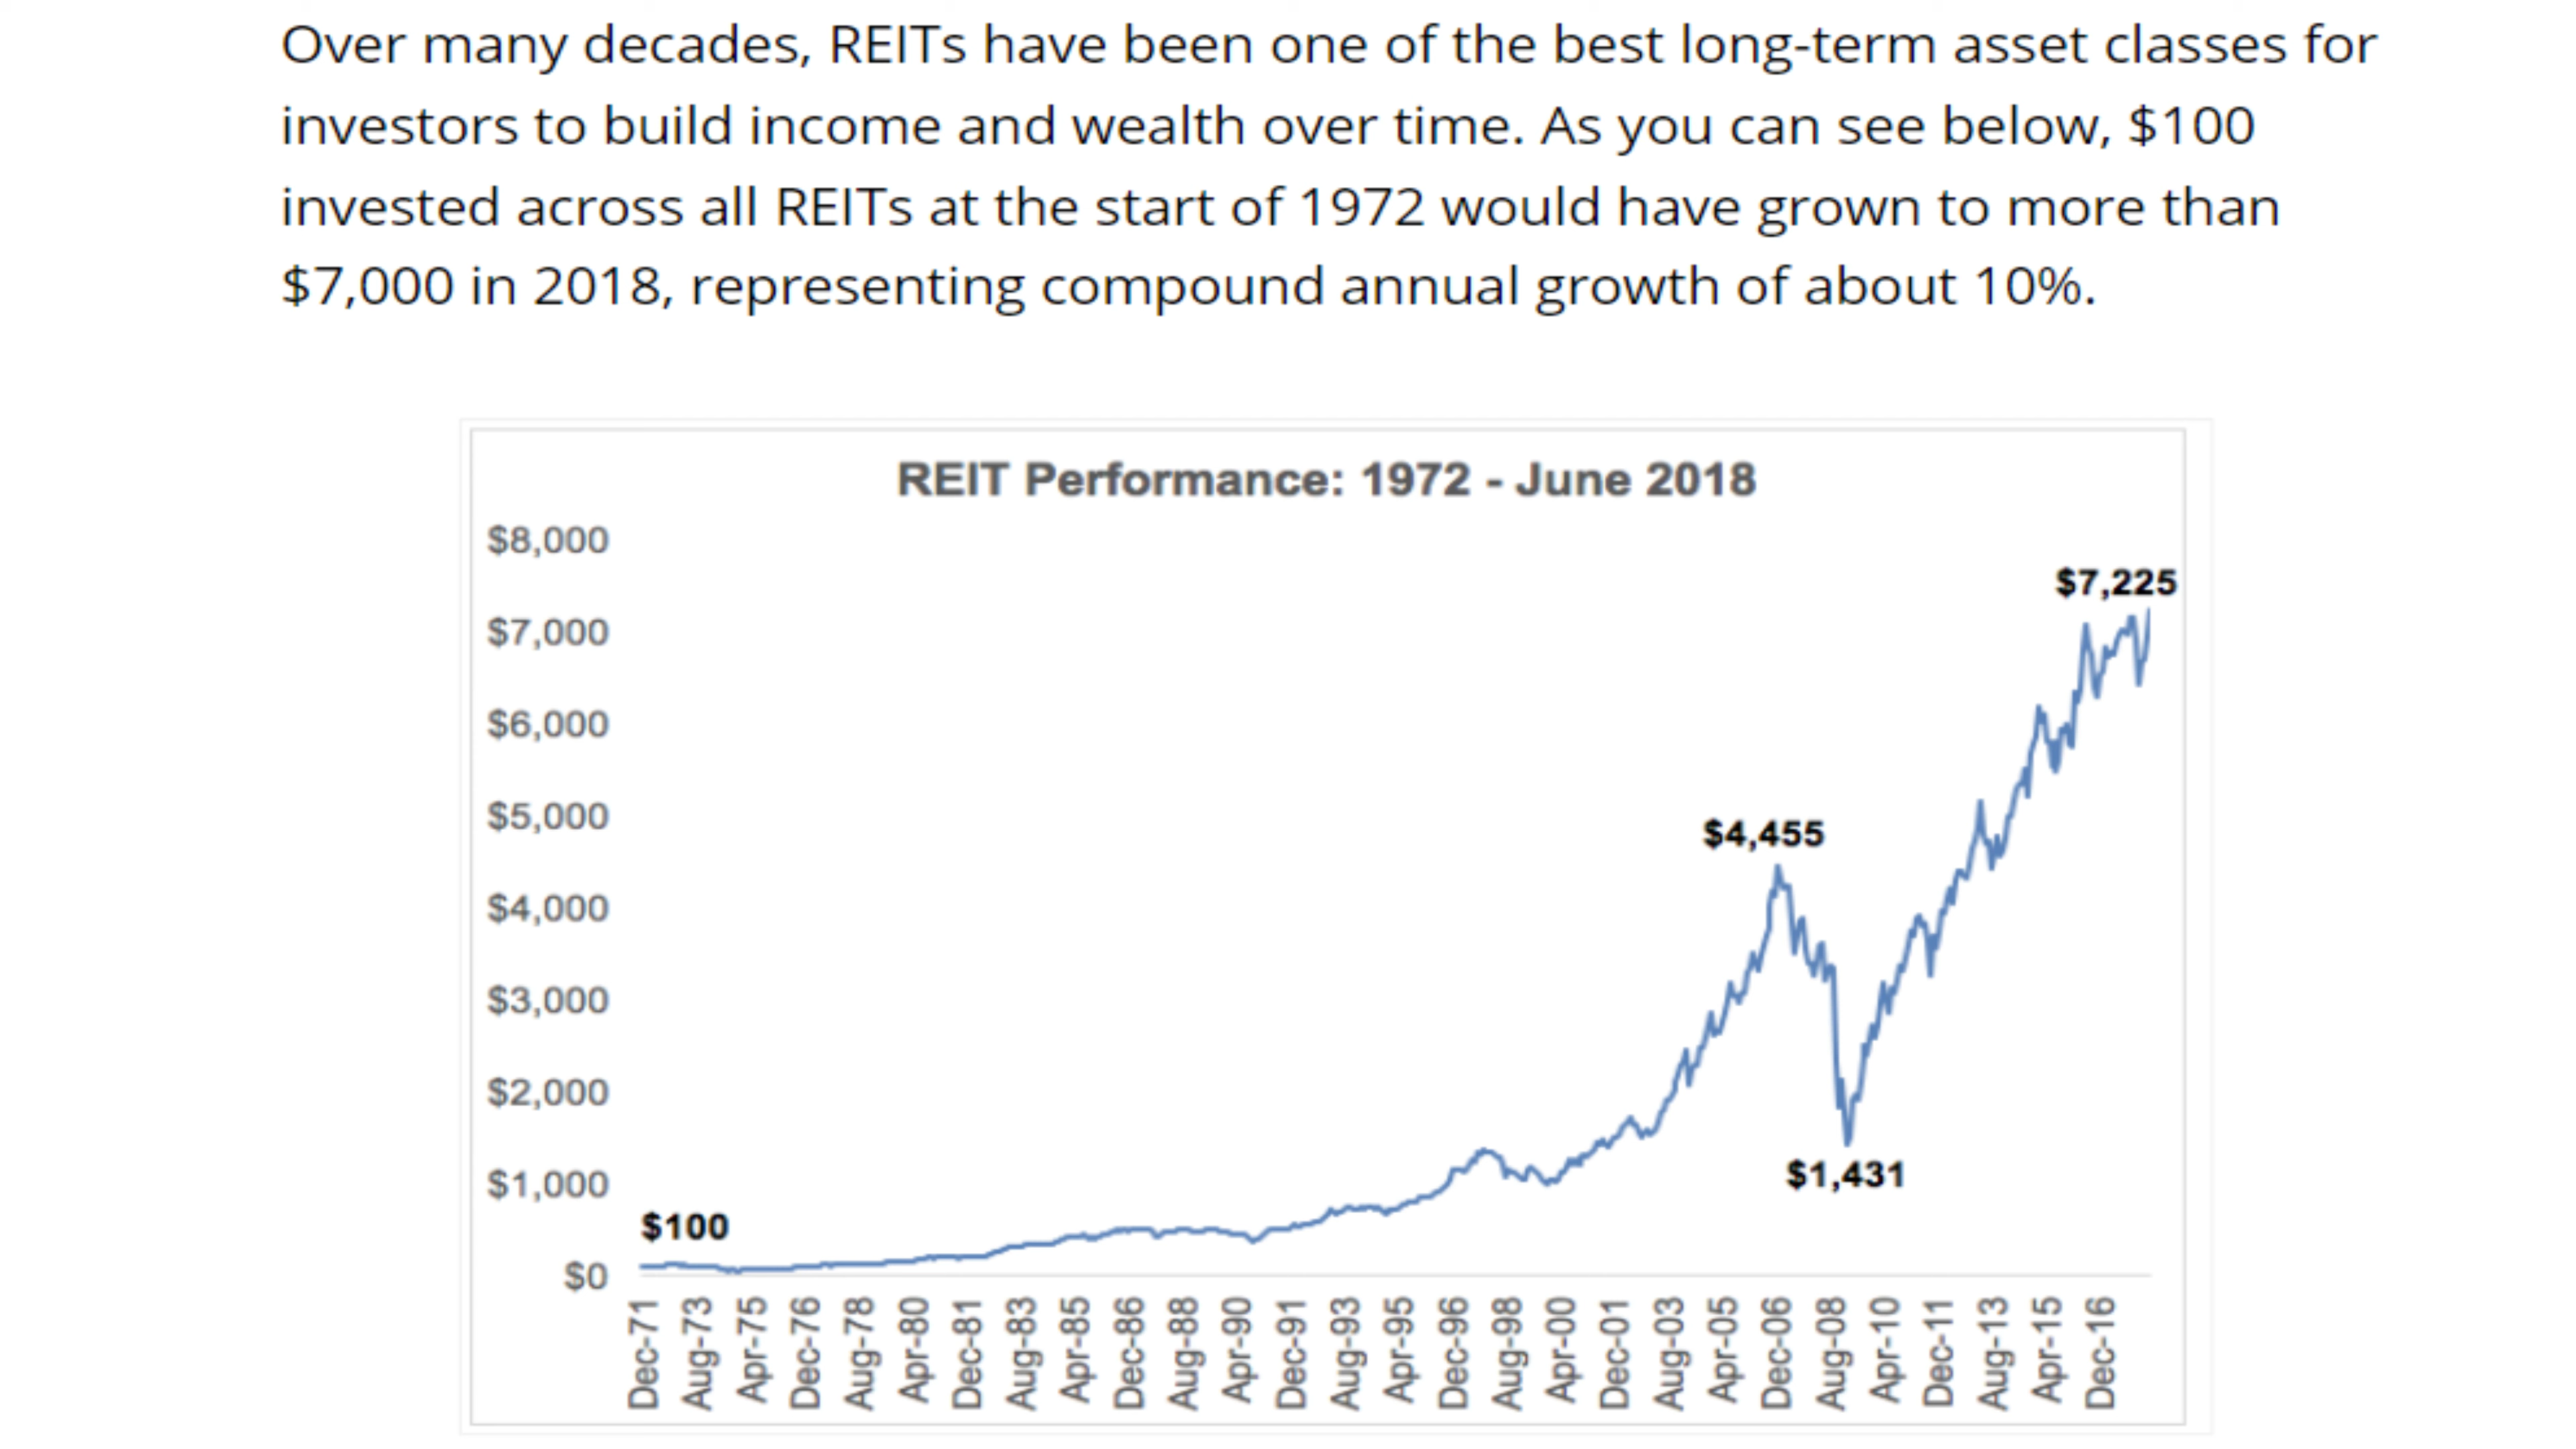 Over many decades, REITs have been one of the best long-term asset classes for
investors to build income and wealth over time. As you can see below, $100
invested across all REITs at the start of 1972 would have grown to more than
$7,000 in 2018, representing compound annual growth of about 10%.
REIT Performance: 1972 - June 2018
$8,000
$7,000
$6,000
$5,000
$4,000
$3,000
$2,000
$1,000
$0
$100
$4,455
$1,431
$7,225
Dec-71
Aug-73
Apr-75
Dec-76
Aug-78
Apr-80
Dec-81
Aug-83
Apr-85
Dec-86
Aug-88
Apr-90
Dec-91
Aug-93
Apr-95
Dec-96
Aug-98
Apr-00
Dec-01
Aug-03
Apr-05
Dec-06
Aug-08
Apr-10
Dec-11
Aug-13
Apr-15
Dec-16